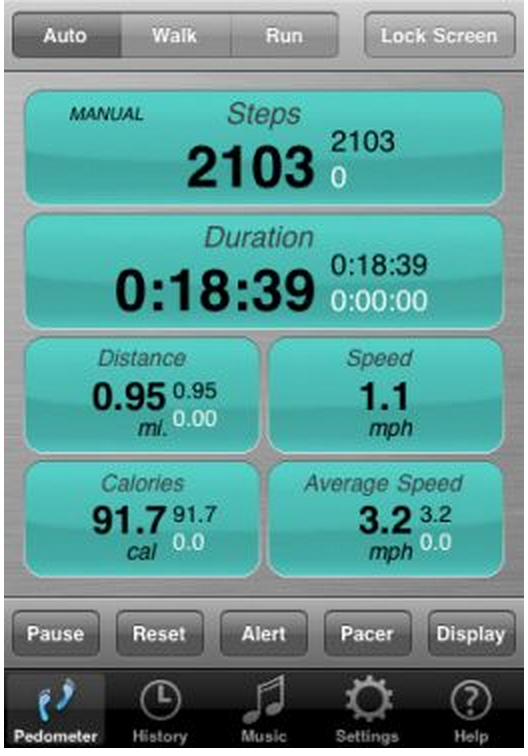 Auto Walk Run Lock Screen
MANUAL Steps
2103 2103
0
Duration
0:18:39 0:18:39
0:00:00
Distance Speed
0.95 0.95 1.1
mi. 0.00 mph
Calories Average Speed
91.7 91.7 3.2 3.2
cal 0.0 mph 0.0
Pause Reset Alert Pacer Display
Pedometer History Music Settings Help